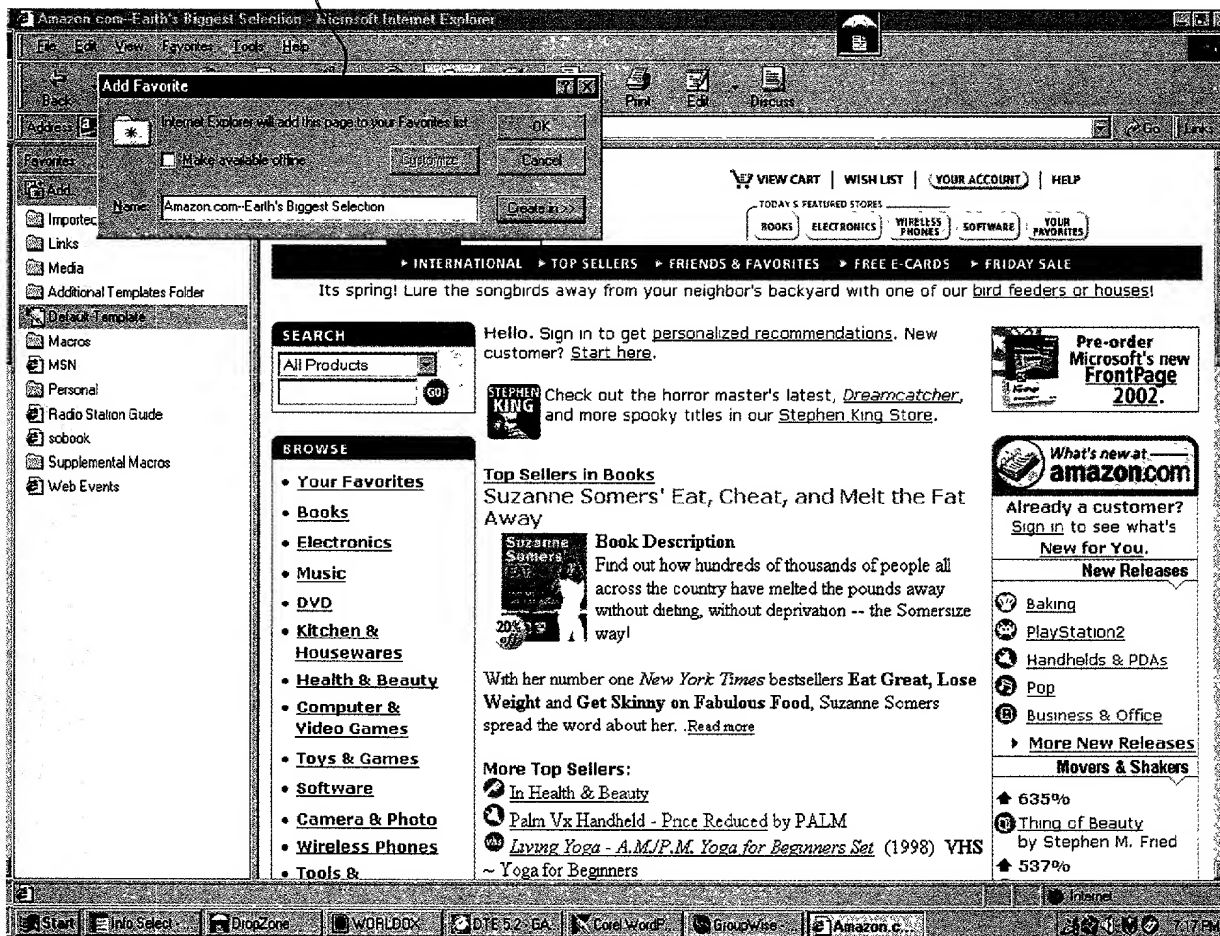 Amazon com--Earth's Biggest Selection - Microsoft Internet Explorer
File Edit View Favorites Tools Help
Back
Print Edit Discuss
Address
Go Links
Add Favorite
Internet Explorer will add this page to your Favorites list
OK
Make available offline
Customize
Cancel
Name:
Amazon.com--Earth's Biggest Selection
Create in >>
Favorites
Add
Links
Media
Additional Templates Folder
Default Template
Macros
MSN
Personal
Radio Station Guide
sobook
Supplemental Macros
Web Events
VIEW CART | WISH LIST | YOUR ACCOUNT | HELP
TODAY'S FEATURED STORES
BOOKS ELECTRONICS WIRELESS PHONES SOFTWARE YOUR FAVORITES
INTERNATIONAL TOP SELLERS FRIENDS & FAVORITES FREE E-CARDS FRIDAY SALE
Its spring! Lure the songbirds away from your neighbor's backyard with one of our bird feeders or houses!
SEARCH
All Products
GO!
BROWSE
• Your Favorites
• Books
• Electronics
• Music
• DVD
• Kitchen &
Housewares
• Health & Beauty
• Computer &
Video Games
• Toys & Games
• Software
• Camera & Photo
• Wireless Phones
• Tools &
Hello. Sign in to get personalized recommendations. New
customer? Start here.
STEPHEN
KING
Check out the horror master's latest, Dreamcatcher,
and more spooky titles in our Stephen King Store.
Top Sellers in Books
Suzanne Somers' Eat, Cheat, and Melt the Fat
Away
Suzanne
Somers
20%
off
Book Description
Find out how hundreds of thousands of people all
across the country have melted the pounds away
without dieting, without deprivation -- the Somersize
way!
With her number one New York Times bestsellers Eat Great, Lose
Weight and Get Skinny on Fabulous Food, Suzanne Somers
spread the word about her. .Read more
More Top Sellers:
In Health & Beauty
Palm Vx Handheld - Price Reduced by PALM
Living Yoga - A.M./P.M. Yoga for Beginners Set (1998) VHS
~ Yoga for Beginners
Pre-order
Microsoft's new
FrontPage
2002.
What's new at
amazon.com
Already a customer?
Sign in to see what's
New for You.
New Releases
Baking
PlayStation2
Handhelds & PDAs
Pop
Business & Office
More New Releases
Movers & Shakers
635%
Thing of Beauty
by Stephen M. Fried
537%
Internet
Start Info Select DropZone WORLDOX Corel WordP GroupWise Amazon.c... 7:17 PM